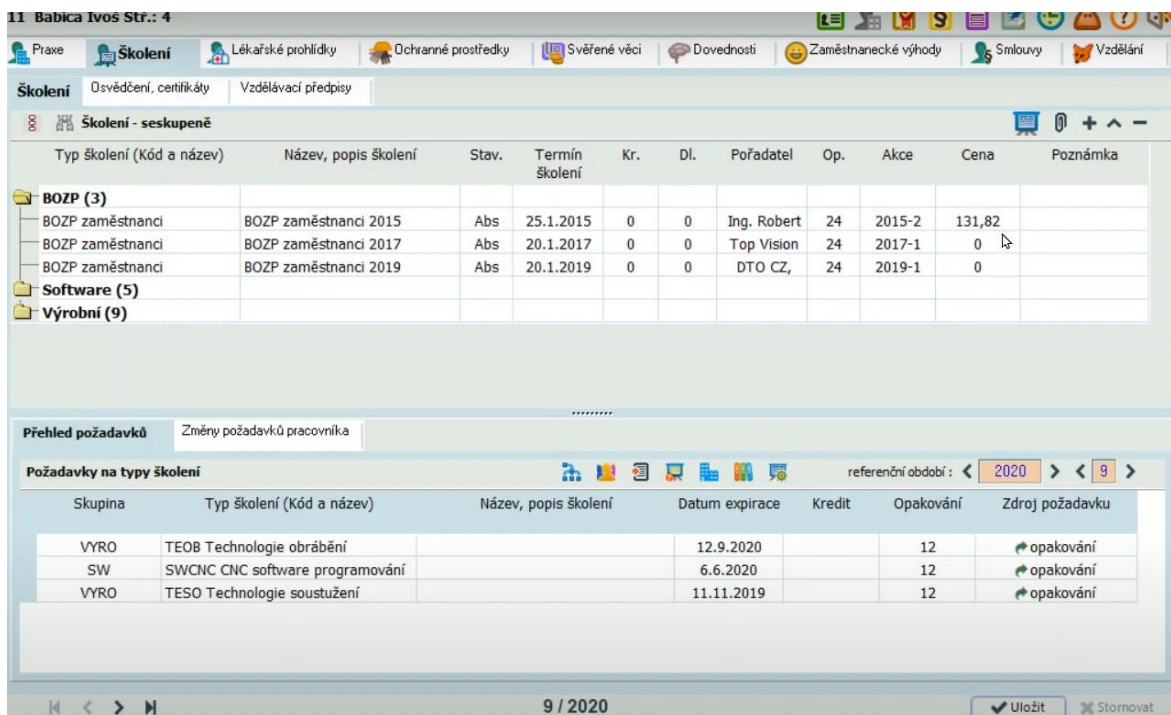 11 Babica Ivoš Stř.: 4
Praxe Školení Lékařské prohlídky Ochranné prostředky Svěřené věci Dovednosti Zaměstnanecké výhody Smlouvy Vzdělání
Školení Osvědčení, certifikáty Vzdělávací předpisy
Školení - seskupeně
Typ školení (Kód a název) Název, popis školení Stav. Termín školení Kr. Dl. Pořadatel Op. Akce Cena Poznámka
BOZP (3)
BOZP zaměstnanci BOZP zaměstnanci 2015 Abs 25.1.2015 0 0 Ing. Robert 24 2015-2 131,82
BOZP zaměstnanci BOZP zaměstnanci 2017 Abs 20.1.2017 0 0 Top Vision 24 2017-1 0
BOZP zaměstnanci BOZP zaměstnanci 2019 Abs 20.1.2019 0 0 DTO CZ, 24 2019-1 0
Software (5)
Výrobní (9)
Přehled požadavků Změny požadavků pracovníka
Požadavky na typy školení referenční období : 2020 9
Skupina Typ školení (Kód a název) Název, popis školení Datum expirace Kredit Opakování Zdroj požadavku
VYRO TEOB Technologie obrábění 12.9.2020 12 opakování
SW SWCNC CNC software programování 6.6.2020 12 opakování
VYRO TESO Technologie soustužení 11.11.2019 12 opakování
9 / 2020 Uložit Stornovat